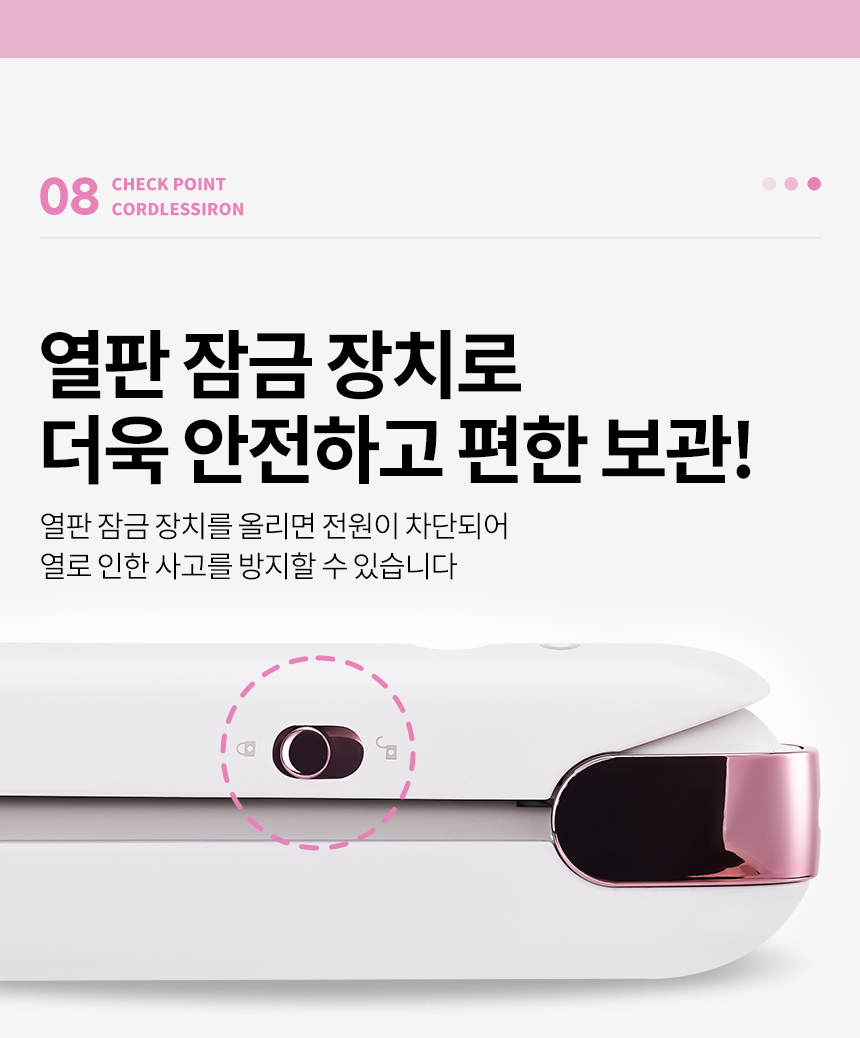 08
CHECK POINT
CORDLESSIRON
열판 잠금 장치로
더욱 안전하고 편한 보관!
열판 잠금 장치를 올리면 전원이 차단되어
열로 인한 사고를 방지할 수 있습니다